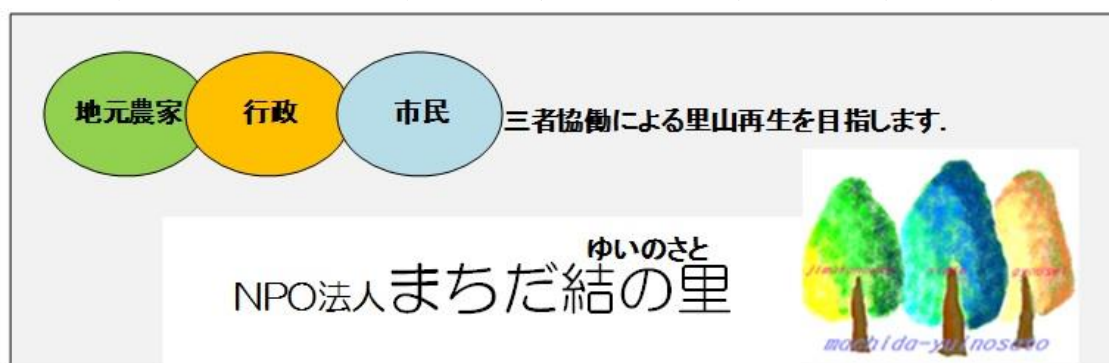 地元農家
行政
市民
三者協働による里山再生を目指します.
ゆいのさと
NPO法人まちだ結の里
machida-yuinosato